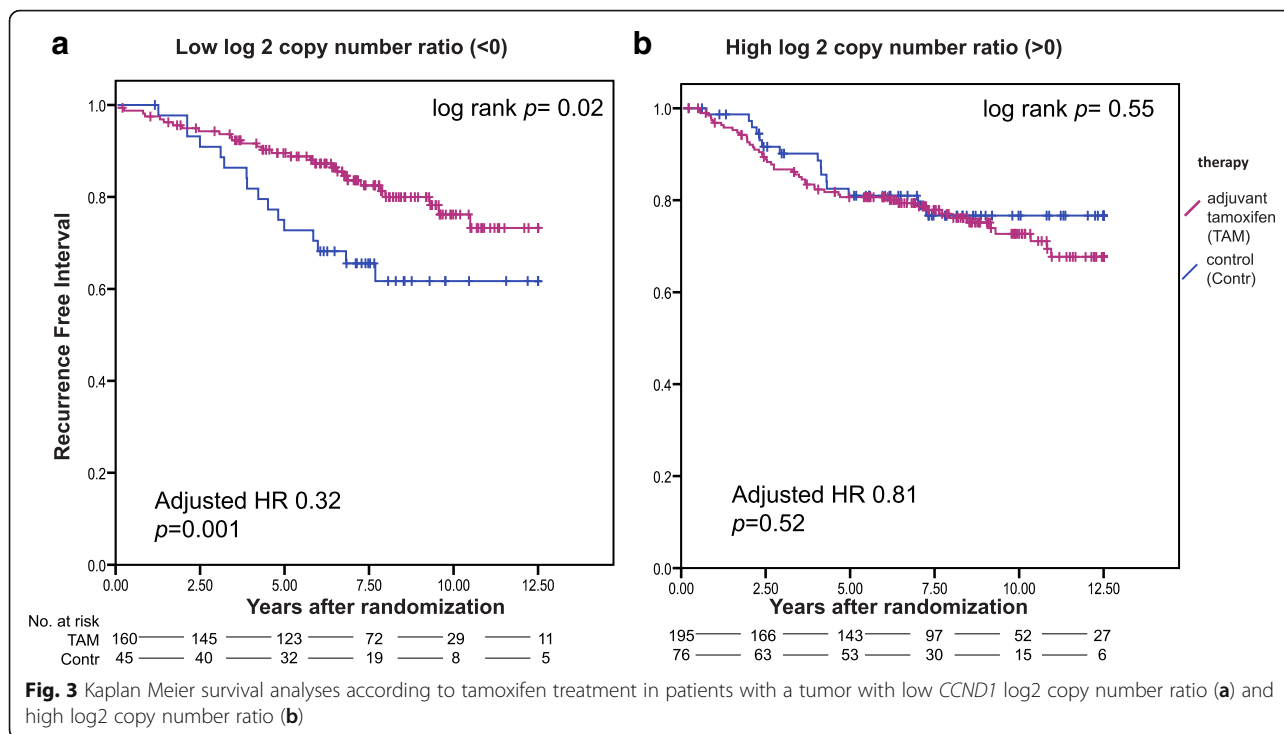 a
Low log 2 copy number ratio (<0)
log rank p= 0.02
Recurrence Free Interval
1.0
0.8
0.6
0.4
0.2
0.0
Adjusted HR 0.32
p=0.001
0.00 2.50 5.00 7.50 10.00 12.50
Years after randomization
No. at risk
TAM 160 145 123 72 29 11
Contr 45 40 32 19 8 5
b
High log 2 copy number ratio (>0)
log rank p= 0.55
1.0
0.8
0.6
0.4
0.2
0.0
Adjusted HR 0.81
p=0.52
0.00 2.50 5.00 7.50 10.00 12.50
Years after randomization
195 166 143 97 52 27
76 63 53 30 15 6
therapy
adjuvant
tamoxifen
(TAM)
control
(Contr)
Fig. 3 Kaplan Meier survival analyses according to tamoxifen treatment in patients with a tumor with low CCND1 log2 copy number ratio (a) and
high log2 copy number ratio (b)